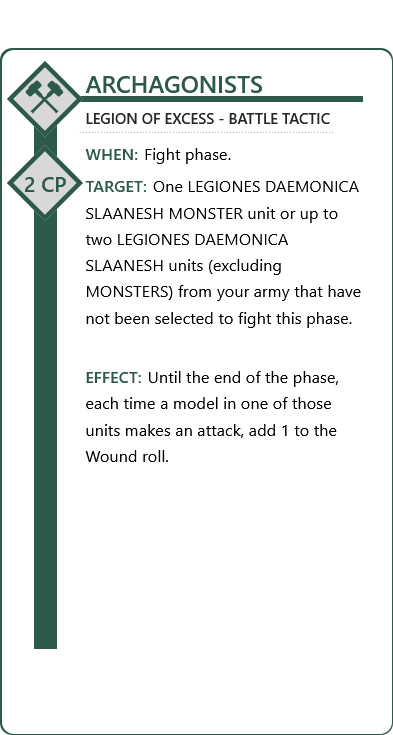 ARCHAGONISTS
LEGION OF EXCESS - BATTLE TACTIC
WHEN: Fight phase.
2 CP
TARGET: One LEGIONES DAEMONICA
SLAANESH MONSTER unit or up to
two LEGIONES DAEMONICA
SLAANESH units (excluding
MONSTERS) from your army that have
not been selected to fight this phase.
EFFECT: Until the end of the phase,
each time a model in one of those
units makes an attack, add 1 to the
Wound roll.